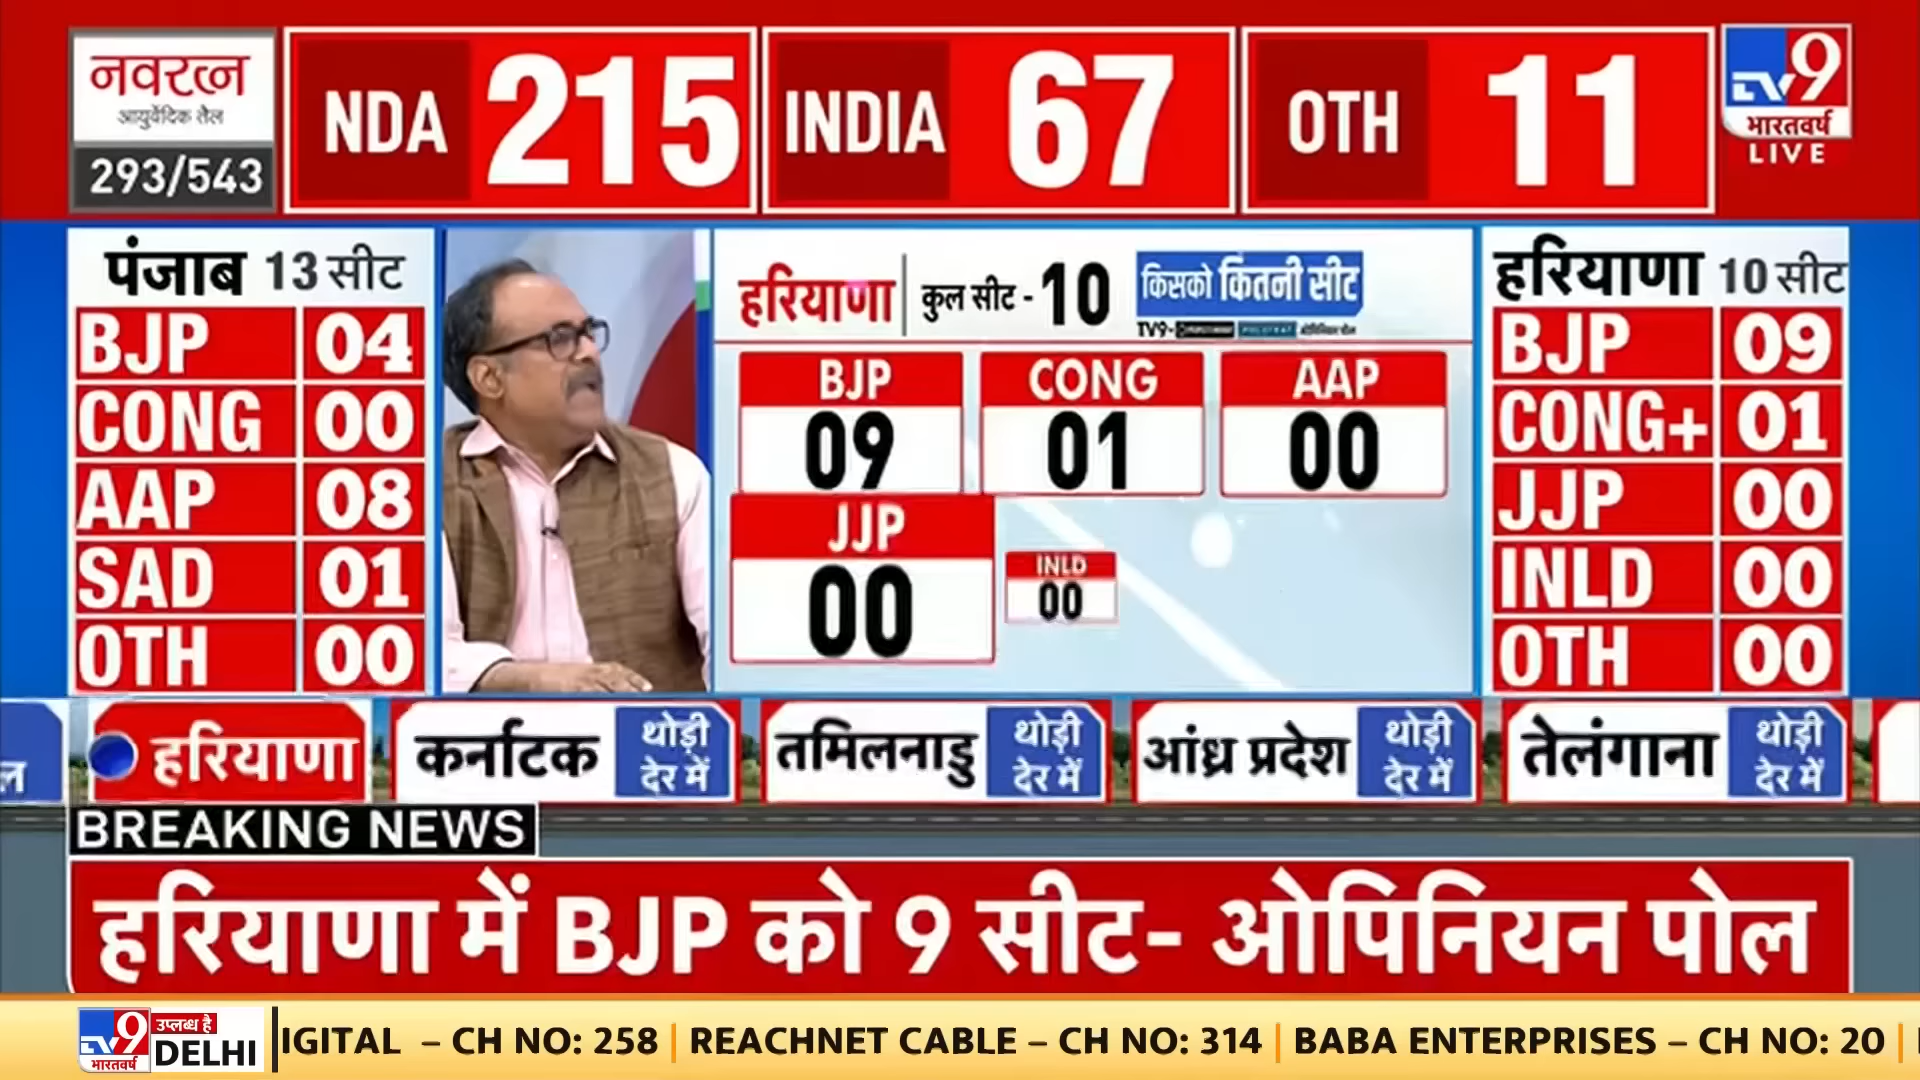 नवरत्न
आयुर्वेदिक तेल
293/543
NDA 215
INDIA 67
OTH 11
TV9
भारतवर्ष
LIVE
पंजाब 13 सीट
BJP 04
CONG 00
AAP 08
SAD 01
OTH 00
हरियाणा कुल सीट - 10 किसको कितनी सीट
TV9-
BJP
09
CONG
01
AAP
00
JJP
00
INLD
00
हरियाणा 10 सीट
BJP 09
CONG+ 01
JJP 00
INLD 00
OTH 00
ल
हरियाणा
कर्नाटक थोड़ी देर में
तमिलनाडु थोड़ी देर में
आंध्र प्रदेश थोड़ी देर में
तेलंगाना थोड़ी देर में
BREAKING NEWS
हरियाणा में BJP को 9 सीट- ओपिनियन पोल
TV9 भारतवर्ष उप्लब्ध है DELHI
IGITAL – CH NO: 258 | REACHNET CABLE – CH NO: 314 | BABA ENTERPRISES – CH NO: 20 |